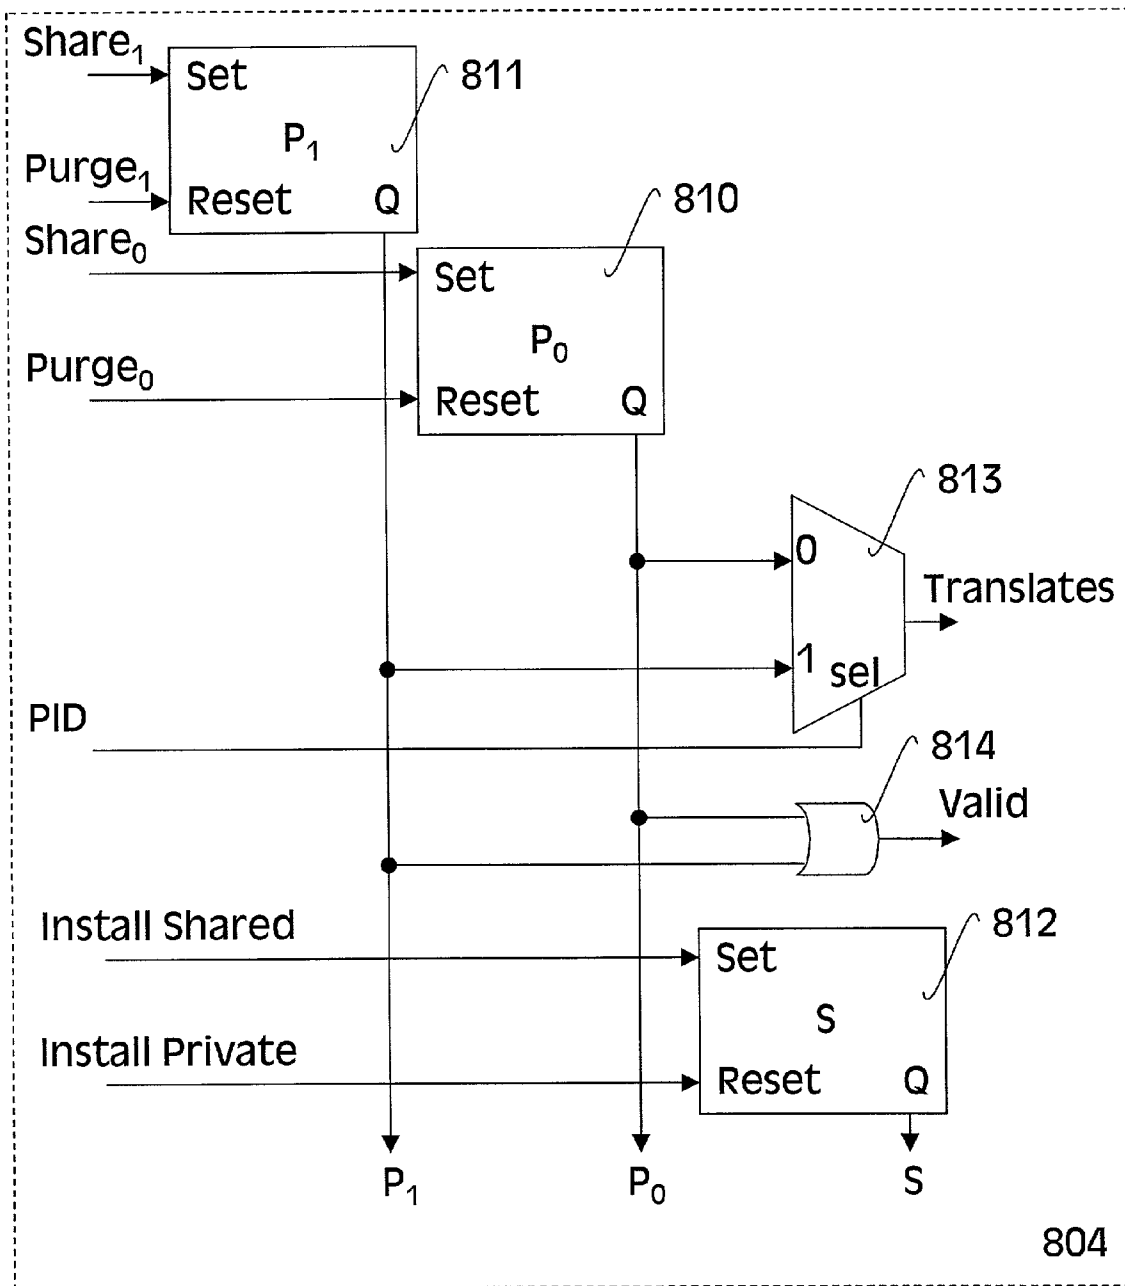 Share₁
Set
811
P₁
Purge₁
Reset Q
810
Share₀
Set
P₀
Purge₀
Reset Q
813
0
Translates
1 sel
PID
814
Valid
Install Shared
812
Set
S
Install Private
Reset Q
P₁ P₀ S
804